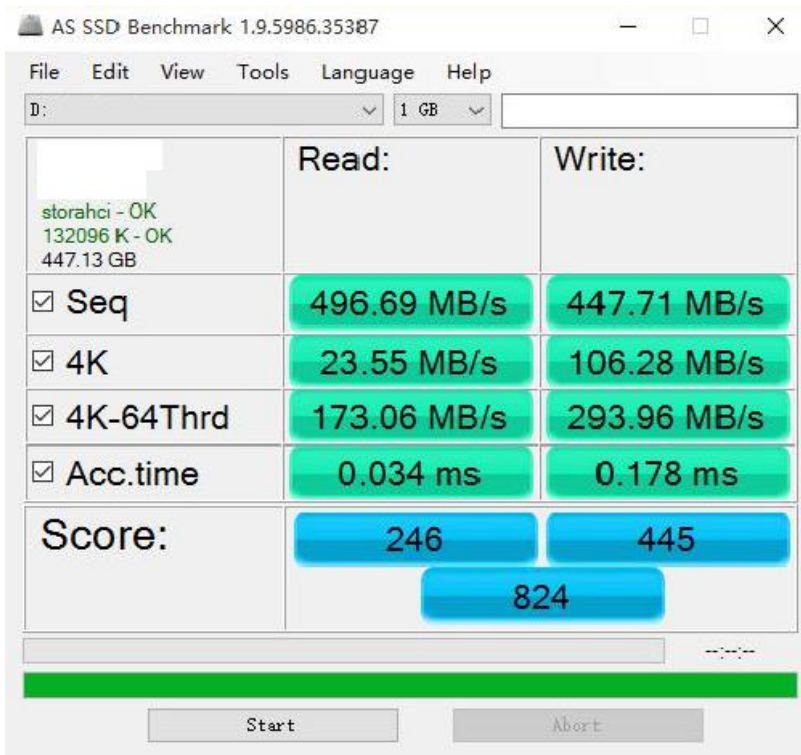 AS SSD Benchmark 1.9.5986.35387
File Edit View Tools Language Help
D: 1 GB
Read: Write:
storahci - OK
132096 K - OK
447.13 GB
Seq 496.69 MB/s 447.71 MB/s
4K 23.55 MB/s 106.28 MB/s
4K-64Thrd 173.06 MB/s 293.96 MB/s
Acc.time 0.034 ms 0.178 ms
Score: 246 445
824
--:--:--
Start Abort